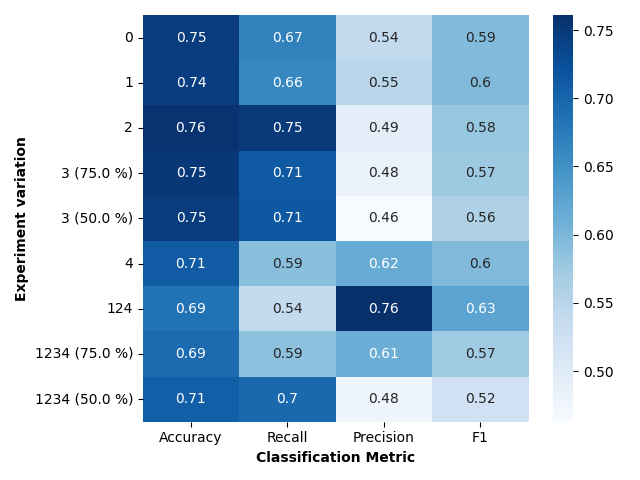 0 0.75 0.67 0.54 0.59
1 0.74 0.66 0.55 0.6
2 0.76 0.75 0.49 0.58
3 (75.0 %) 0.75 0.71 0.48 0.57
3 (50.0 %) 0.75 0.71 0.46 0.56
4 0.71 0.59 0.62 0.6
124 0.69 0.54 0.76 0.63
1234 (75.0 %) 0.69 0.59 0.61 0.57
1234 (50.0 %) 0.71 0.7 0.48 0.52
Accuracy Recall Precision F1
Classification Metric
Experiment variation
0.75
0.70
0.65
0.60
0.55
0.50